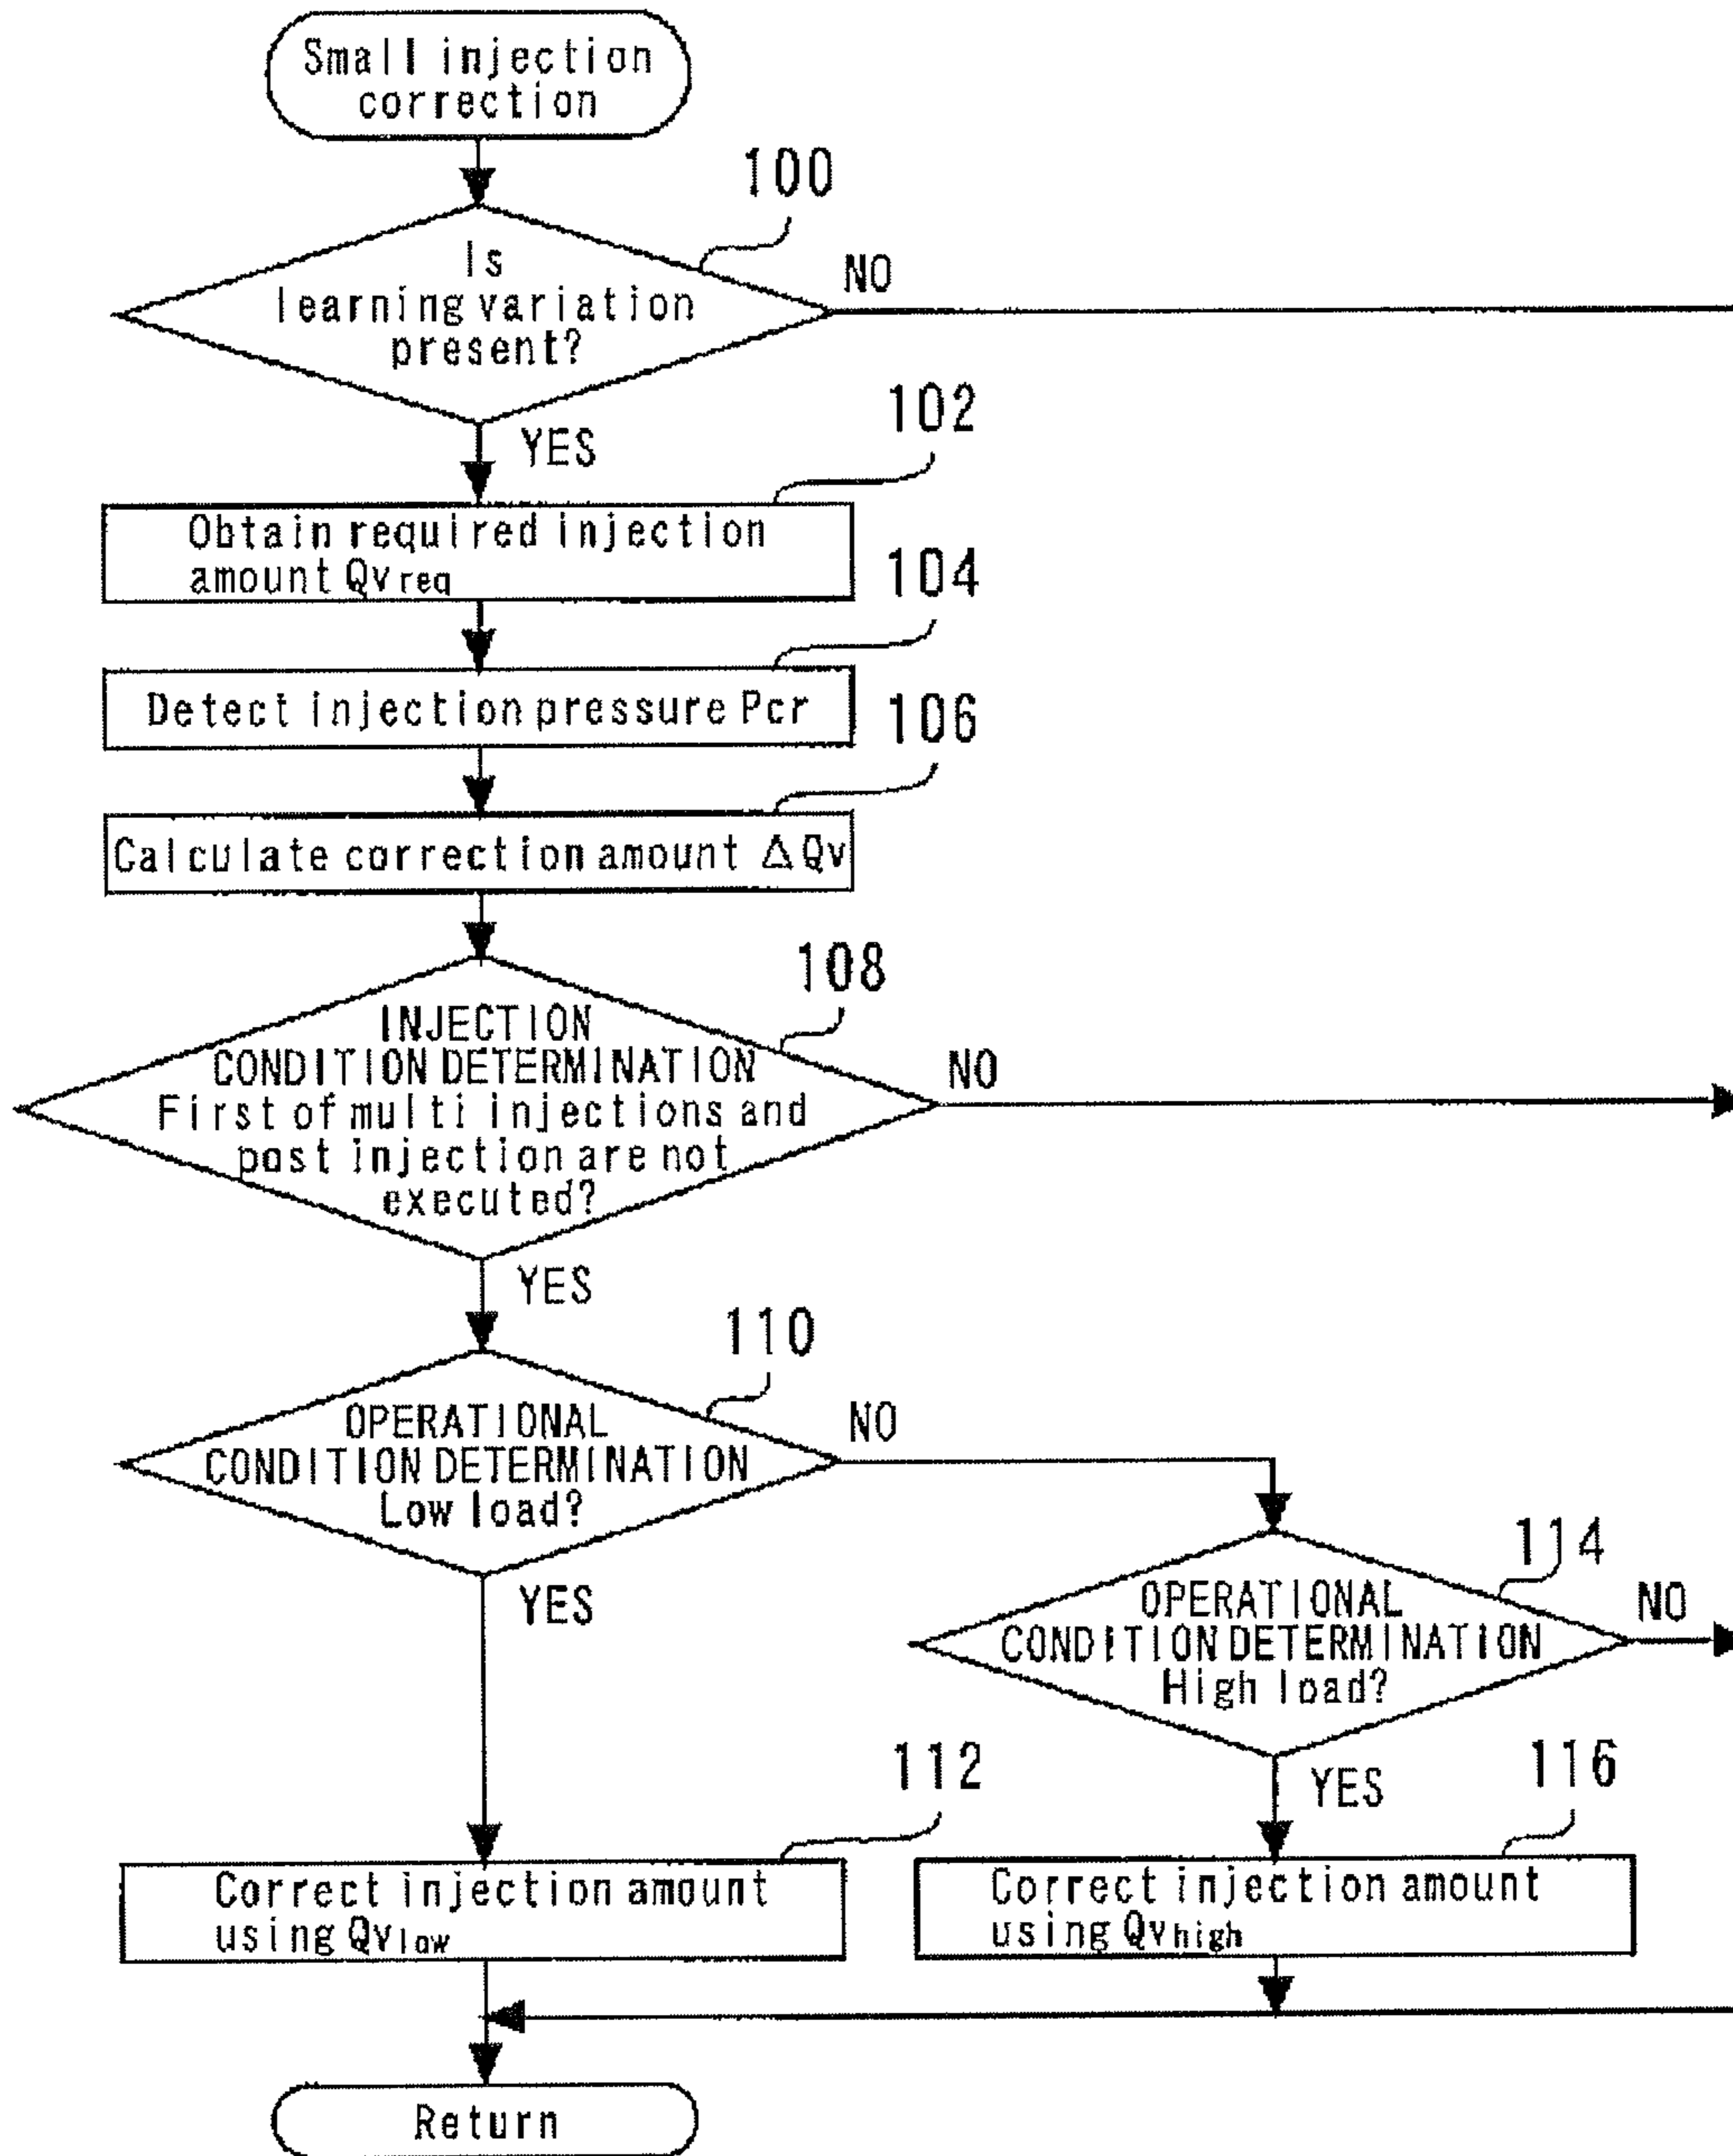 Small injection
correction
100
Is
learning variation
present?
NO
YES
102
Obtain required injection
amount Qvreq
104
Detect injection pressure Pcr
106
Calculate correction amount ΔQv
108
INJECTION
CONDITION DETERMINATION
First of multi injections and
post injection are not
executed?
NO
YES
110
OPERATIONAL
CONDITION DETERMINATION
Low load?
NO
YES
114
OPERATIONAL
CONDITION DETERMINATION
High load?
NO
YES
112
Correct injection amount
using Qvlow
116
Correct injection amount
using Qvhigh
Return